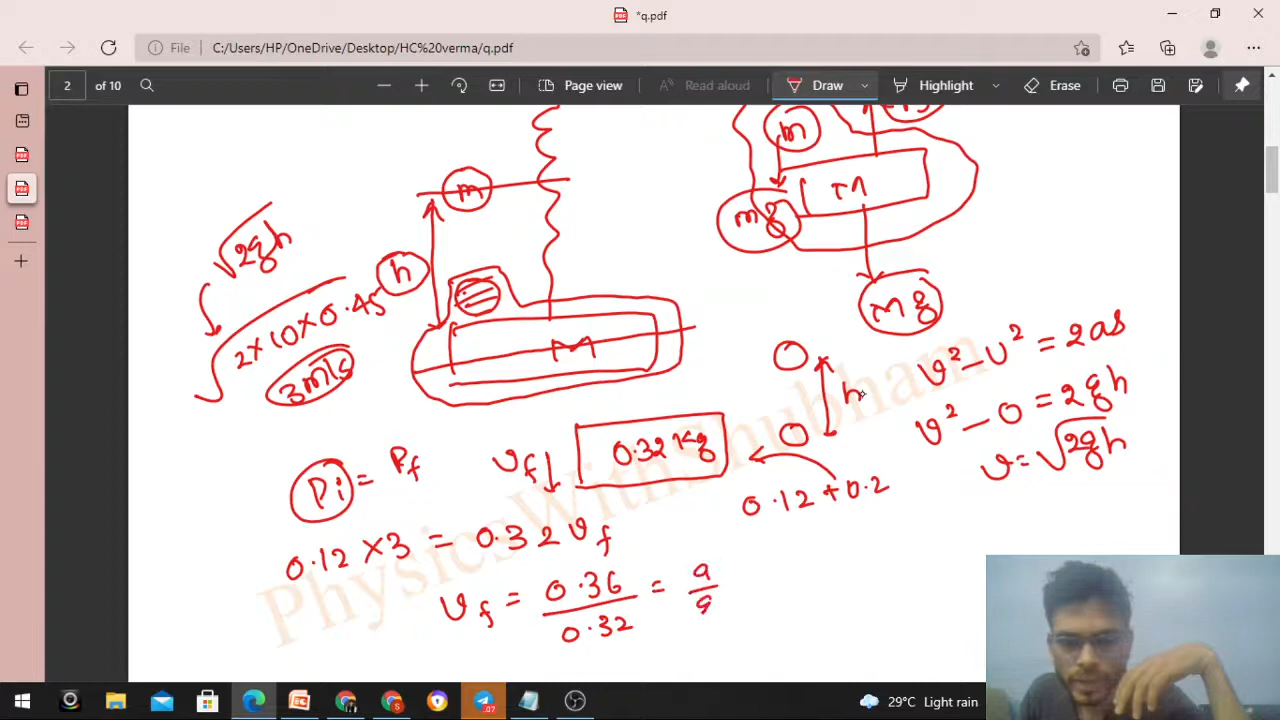 *q.pdf
File C:/Users/HP/OneDrive/Desktop/HC%20verma/q.pdf
2 of 10 Page view Read aloud Draw Highlight Erase
m
m
M
mg
√2gh
h
√2×10×0.45
3m/s
M
Mg
v² - u² = 2as
h
v² - 0 = 2gh
v = √2gh
Pi = Pf
vf
0.32 Kg
0.12 + 0.2
0.12 × 3 = 0.32 vf
vf = 0.36 / 0.32 = 9 / 9
PhysicsWithShubham
29°C Light rain